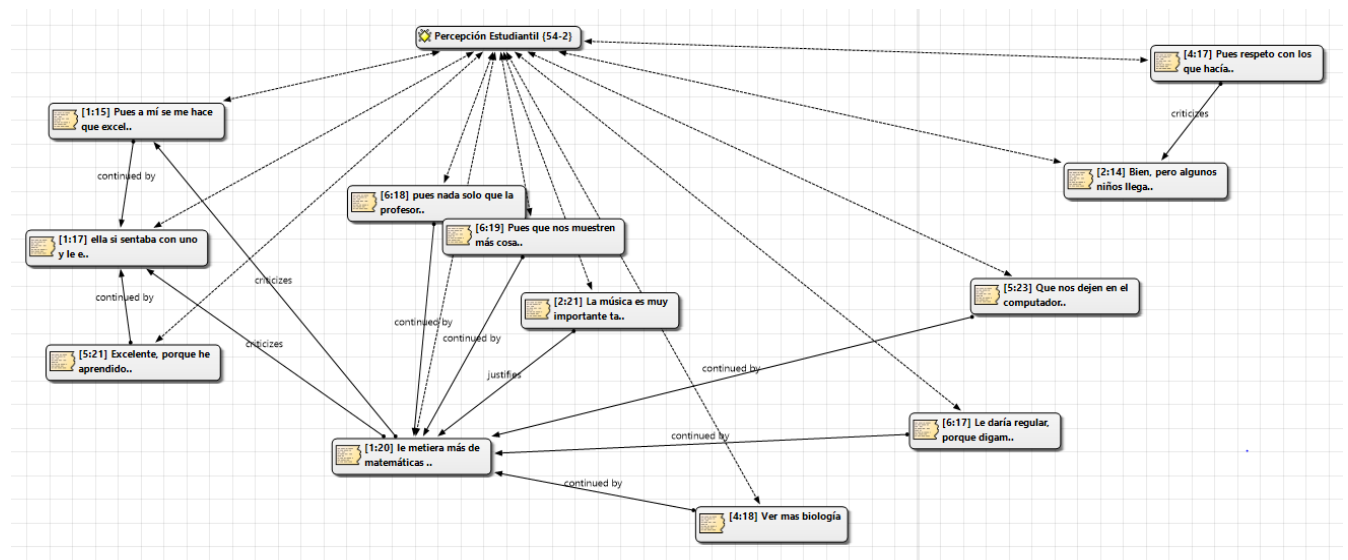 Percepción Estudiantil {54-2}
[4:17] Pues respeto con los
que hacía..
criticizes
[1:15] Pues a mí se me hace
que excel..
continued by
[2:14] Bien, pero algunos
niños llega..
[6:18] pues nada solo que la
profesor..
[6:19] Pues que nos muestren
más cosa..
[1:17] ella si sentaba con uno
y le e..
criticizes
[5:23] Que nos dejen en el
computador..
continued by
[2:21] La música es muy
importante ta..
continued by
continued by
criticizes
[5:21] Excelente, porque he
aprendido..
justifies
continued by
[6:17] Le daría regular,
porque digam..
continued by
[1:20] le metiera más de
matemáticas ..
continued by
[4:18] Ver mas biología